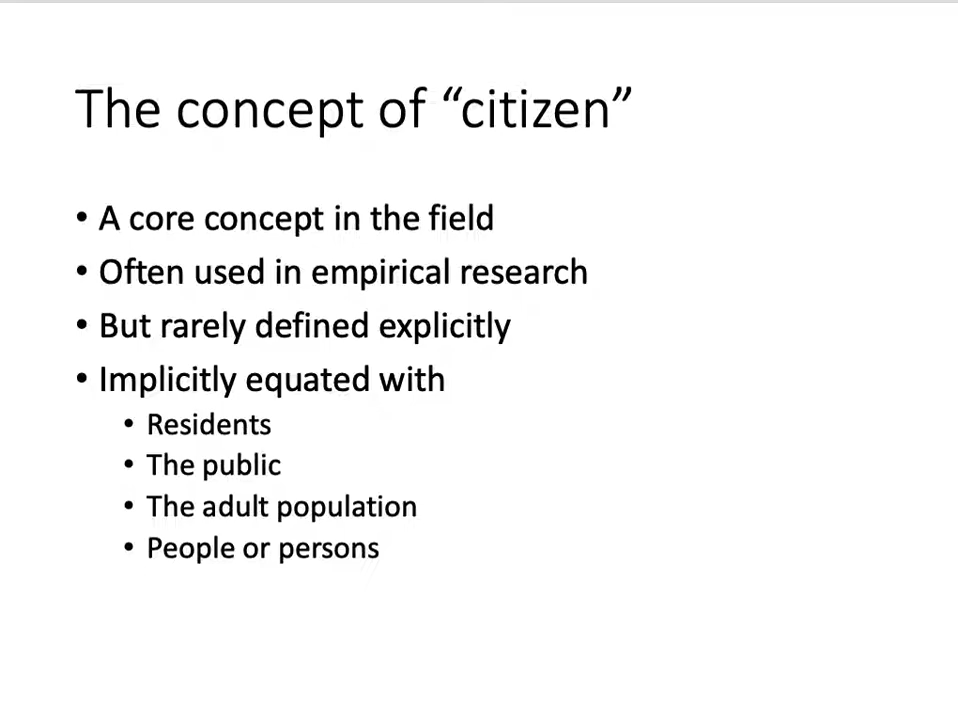 The concept of “citizen”
• A core concept in the field
• Often used in empirical research
• But rarely defined explicitly
• Implicitly equated with
• Residents
• The public
• The adult population
• People or persons